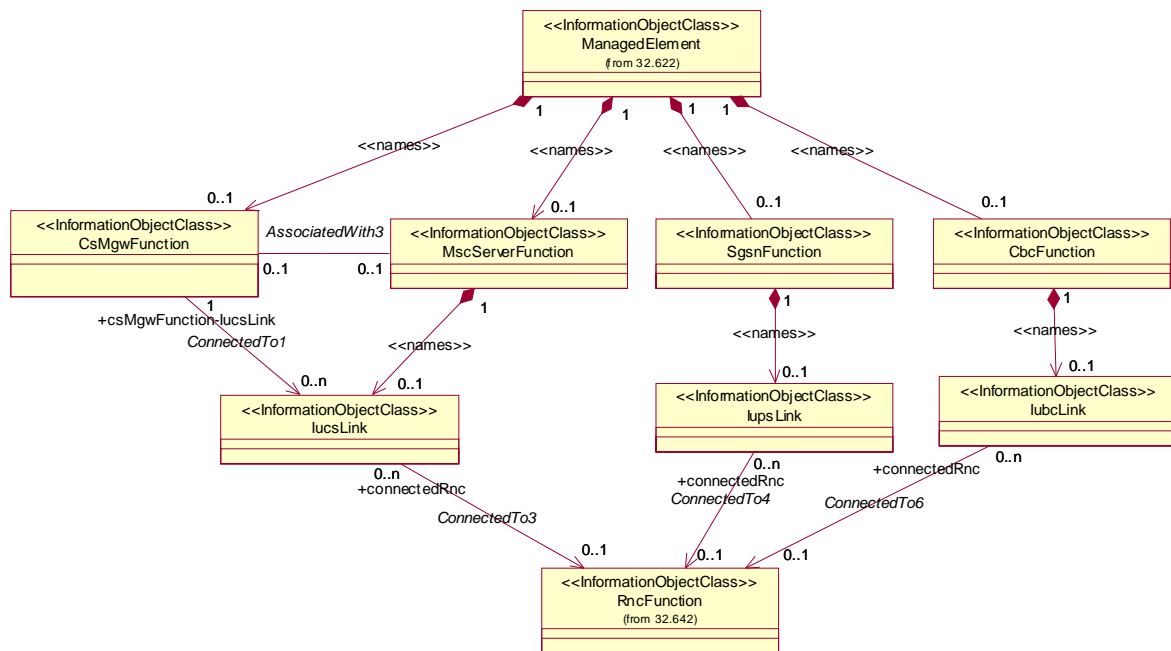 <<InformationObjectClass>>
ManagedElement
(from 32.622)
1
1
1
1
<<names>>
<<names>>
<<names>>
<<names>>
0..1
0..1
0..1
0..1
<<InformationObjectClass>>
CsMgwFunction
AssociatedWith3
0..1
0..1
<<InformationObjectClass>>
MscServerFunction
<<InformationObjectClass>>
SgsnFunction
<<InformationObjectClass>>
CbcFunction
1
+csMgwFunction-IucsLink
ConnectedTo1
0..n
1
<<names>>
0..1
1
<<names>>
0..1
1
<<names>>
0..1
<<InformationObjectClass>>
IucsLink
<<InformationObjectClass>>
IupsLink
<<InformationObjectClass>>
IubcLink
0..n
+connectedRnc
ConnectedTo3
0..1
0..n
+connectedRnc
ConnectedTo4
0..1
0..n
+connectedRnc
ConnectedTo6
0..1
<<InformationObjectClass>>
RncFunction
(from 32.642)